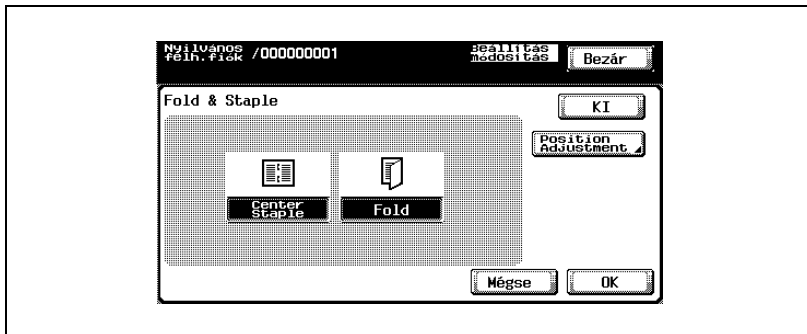 Nyilvános
felh.fiók /000000001
Beállítás
módosítás
Bezár
Fold & Staple
KI
Position
Adjustment
Center
Staple
Fold
Mégse
OK